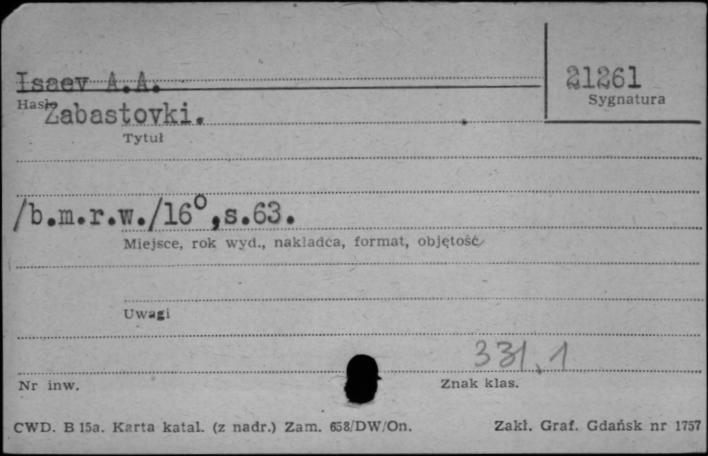 Isaev A.A.
21261
Hasło
Sygnatura
Zabastovki.
Tytuł
/b.m.r.w./16°,s.63.
Miejsce, rok wyd., nakładca, format, objętość
Uwagi
331,1
Nr inw.
Znak klas.
CWD. B 15a. Karta katal. (z nadr.) Zam. 658/DW/On.
Zakł. Graf. Gdańsk nr 1757